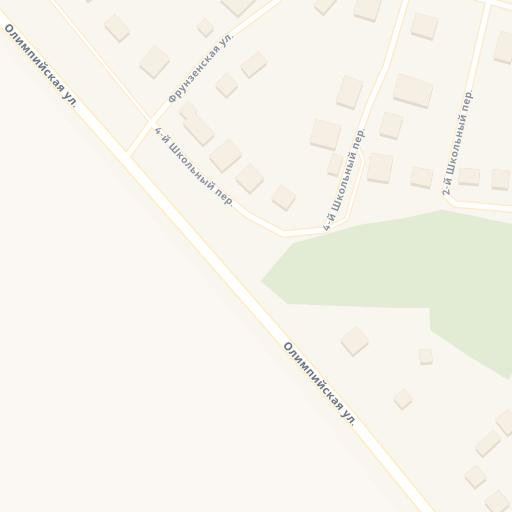 Олимпийская ул.
Фрунзенская ул.
4-й Школьный пер.
4-й Школьный пер.
2-й Школьный пер.
Олимпийская ул.